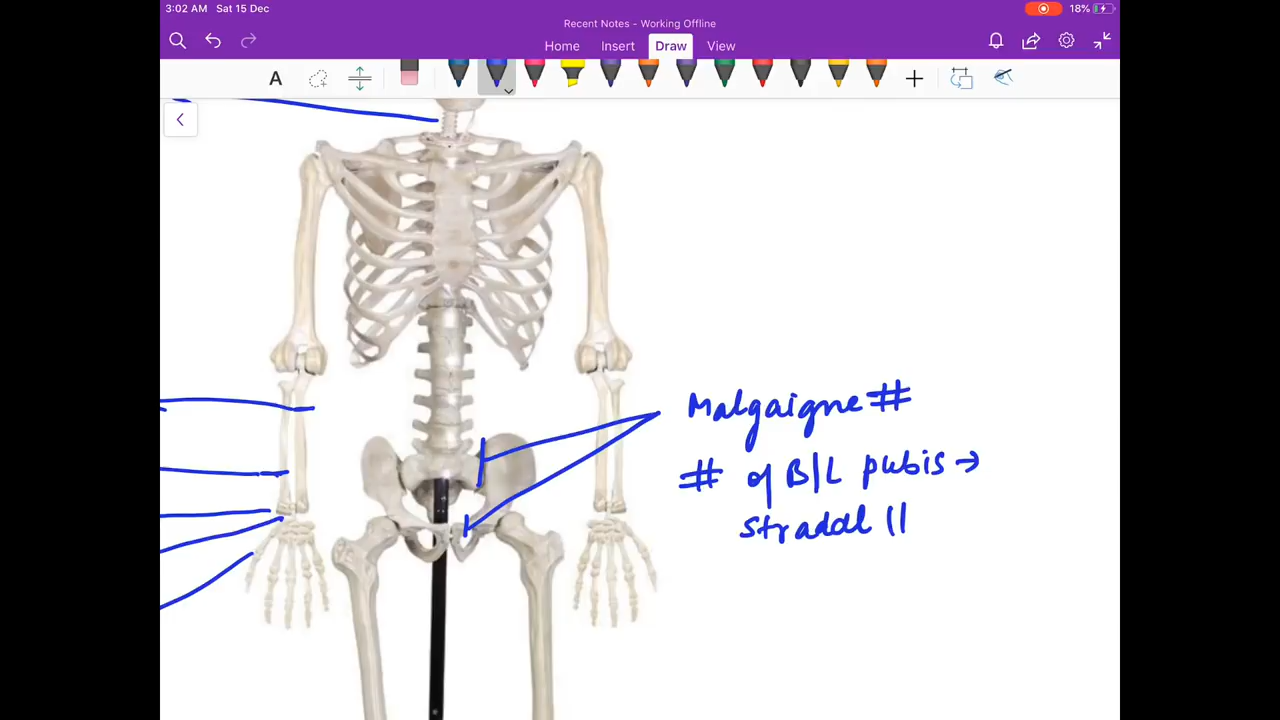 3:02 AM Sat 15 Dec
18%
Recent Notes - Working Offline
Home Insert Draw View
A
Malgaigne #
# of B/L pubis →
straddl ||